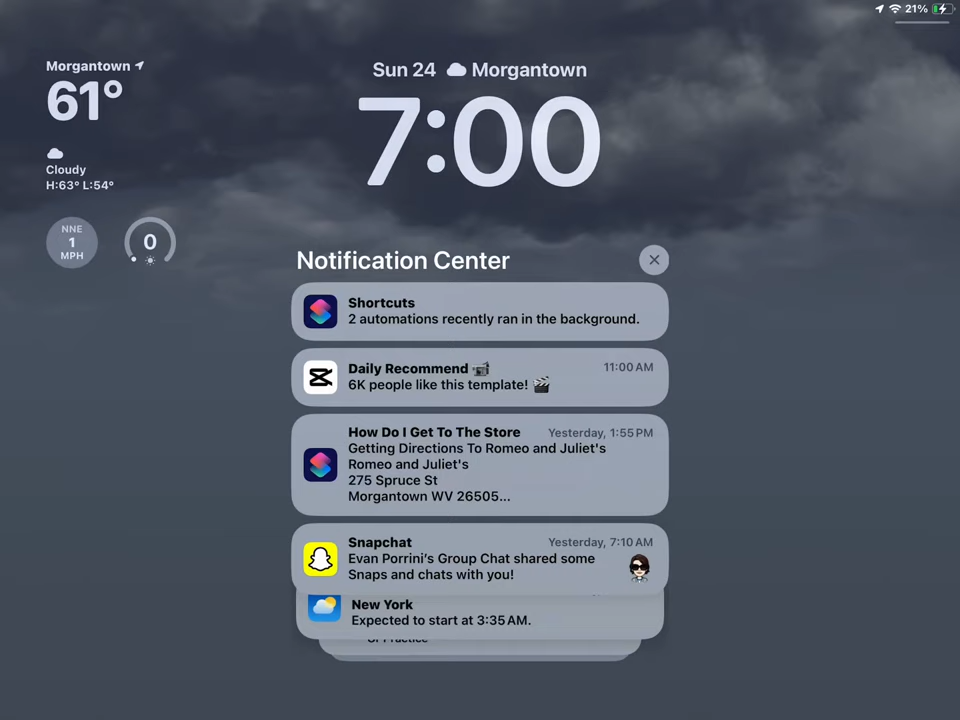 21%
Morgantown
61°
Cloudy
H:63° L:54°
NNE
1
MPH
0
Sun 24 Morgantown
7:00
Notification Center
Shortcuts
2 automations recently ran in the background.
Daily Recommend 11:00 AM
6K people like this template!
How Do I Get To The Store Yesterday, 1:55 PM
Getting Directions To Romeo and Juliet's
Romeo and Juliet's
275 Spruce St
Morgantown WV 26505...
Snapchat Yesterday, 7:10 AM
Evan Porrini's Group Chat shared some
Snaps and chats with you!
New York
Expected to start at 3:35 AM.
Practice